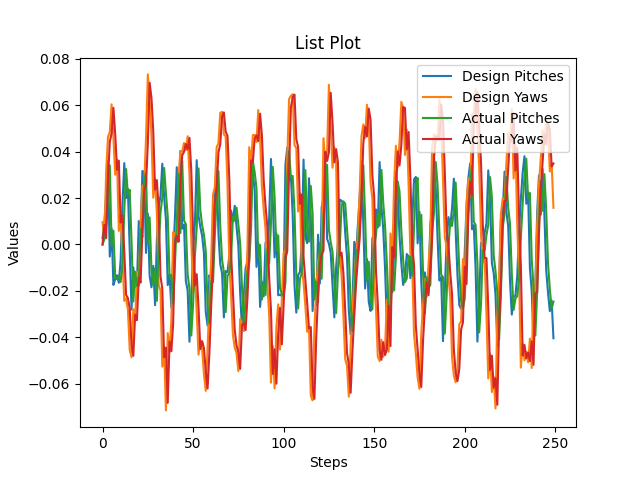 List Plot
Design Pitches
Design Yaws
Actual Pitches
Actual Yaws
0.08
0.06
0.04
0.02
0.00
−0.02
−0.04
−0.06
Values
0 50 100 150 200 250
Steps